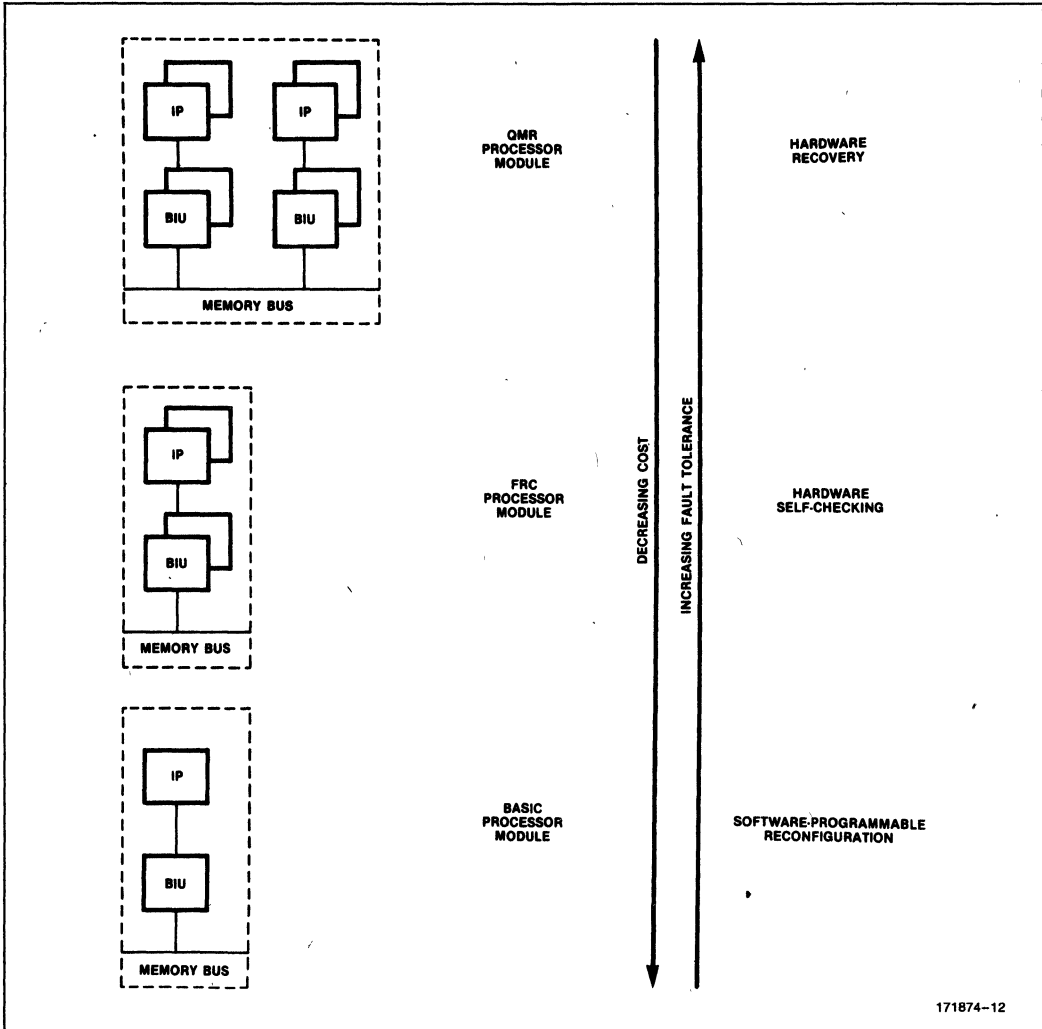 IP
IP
BIU
BIU
MEMORY BUS
QMR
PROCESSOR
MODULE
HARDWARE
RECOVERY
IP
BIU
MEMORY BUS
FRC
PROCESSOR
MODULE
DECREASING COST
INCREASING FAULT TOLERANCE
HARDWARE
SELF-CHECKING
IP
BIU
MEMORY BUS
BASIC
PROCESSOR
MODULE
SOFTWARE-PROGRAMMABLE
RECONFIGURATION
171874–12